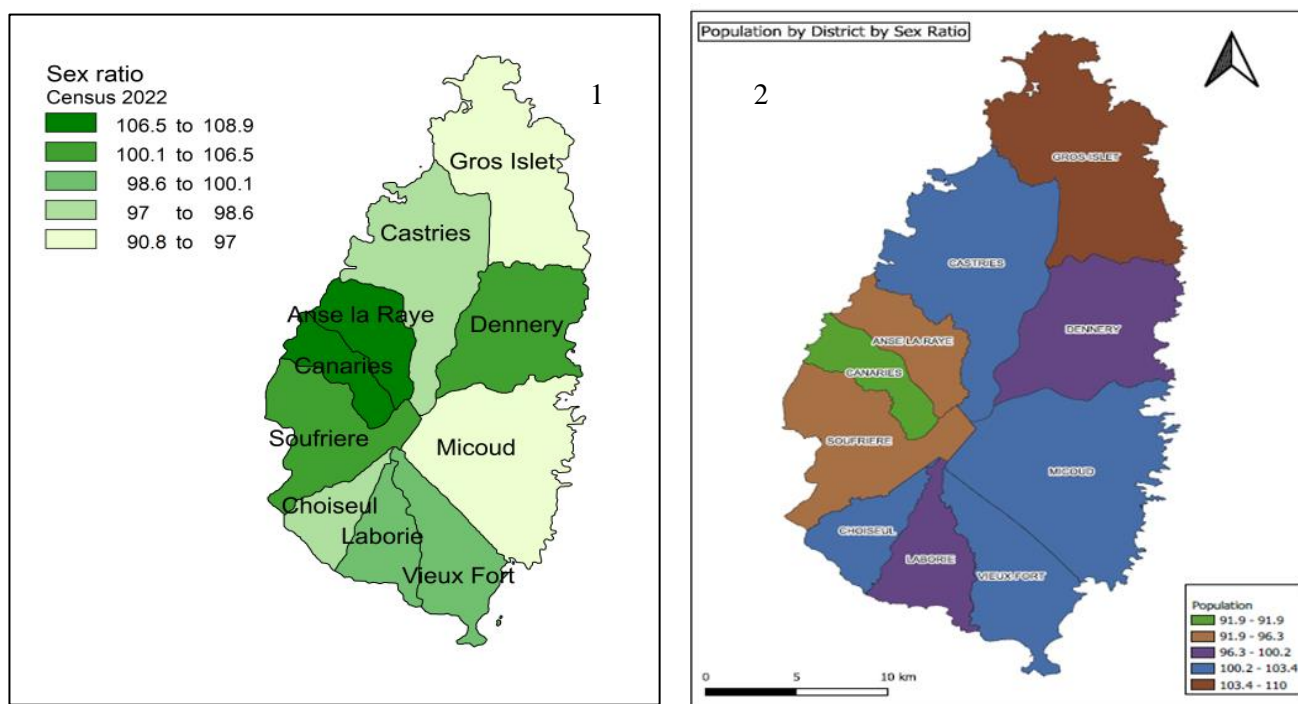 Sex ratio
Census 2022
106.5 to 108.9
100.1 to 106.5
98.6 to 100.1
97 to 98.6
90.8 to 97
1
Gros Islet
Castries
Anse la Raye
Dennery
Canaries
Soufriere
Micoud
Choiseul
Laborie
Vieux Fort
Population by District by Sex Ratio
2
GROS ISLET
CASTRIES
DENNERY
ANSE LA RAYE
CANARIES
SOUFRIERE
MICOUD
CHOISEUL
LABORIE
VIEUX FORT
Population
91.9 - 91.9
91.9 - 96.3
96.3 - 100.2
100.2 - 103.4
103.4 - 110
0 5 10 km